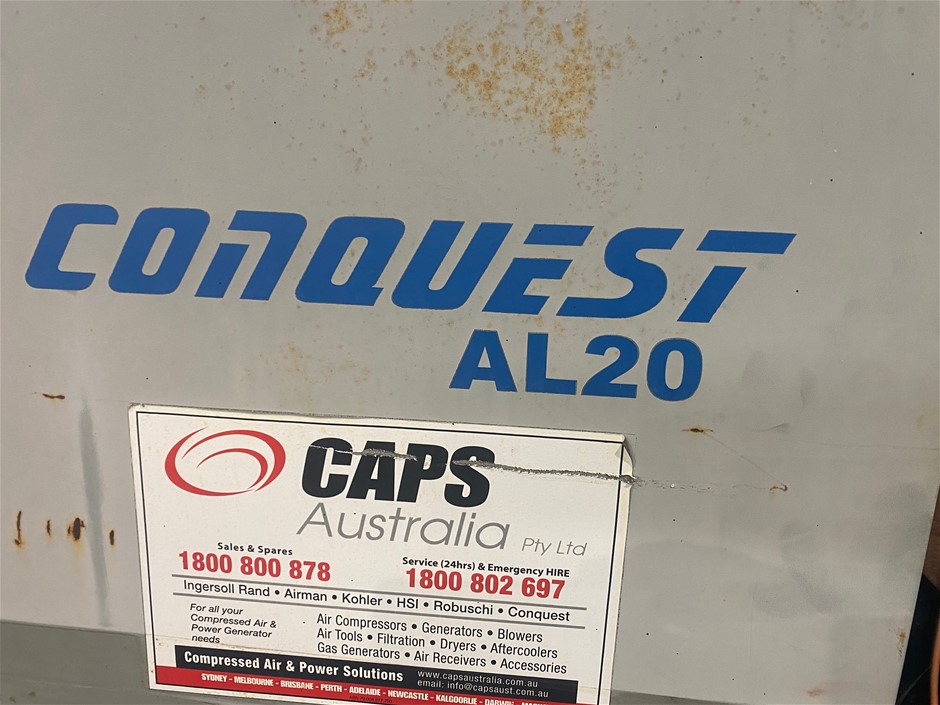 CONQUEST
AL20
CAPS
Australia Pty Ltd
Sales & Spares
1800 800 878
Service (24hrs) & Emergency HIRE
1800 802 697
Ingersoll Rand • Airman • Kohler • HSI • Robuschi • Conquest
For all your
Compressed Air &
Power Generator
needs
Air Compressors • Generators • Blowers
Air Tools • Filtration • Dryers • Aftercoolers
Gas Generators • Air Receivers • Accessories
Compressed Air & Power Solutions
www.capsaustralia.com.au
email: info@capsaust.com.au
SYDNEY - MELBOURNE - BRISBANE - PERTH - ADELAIDE - NEWCASTLE - KALGOORLIE - DARWIN -